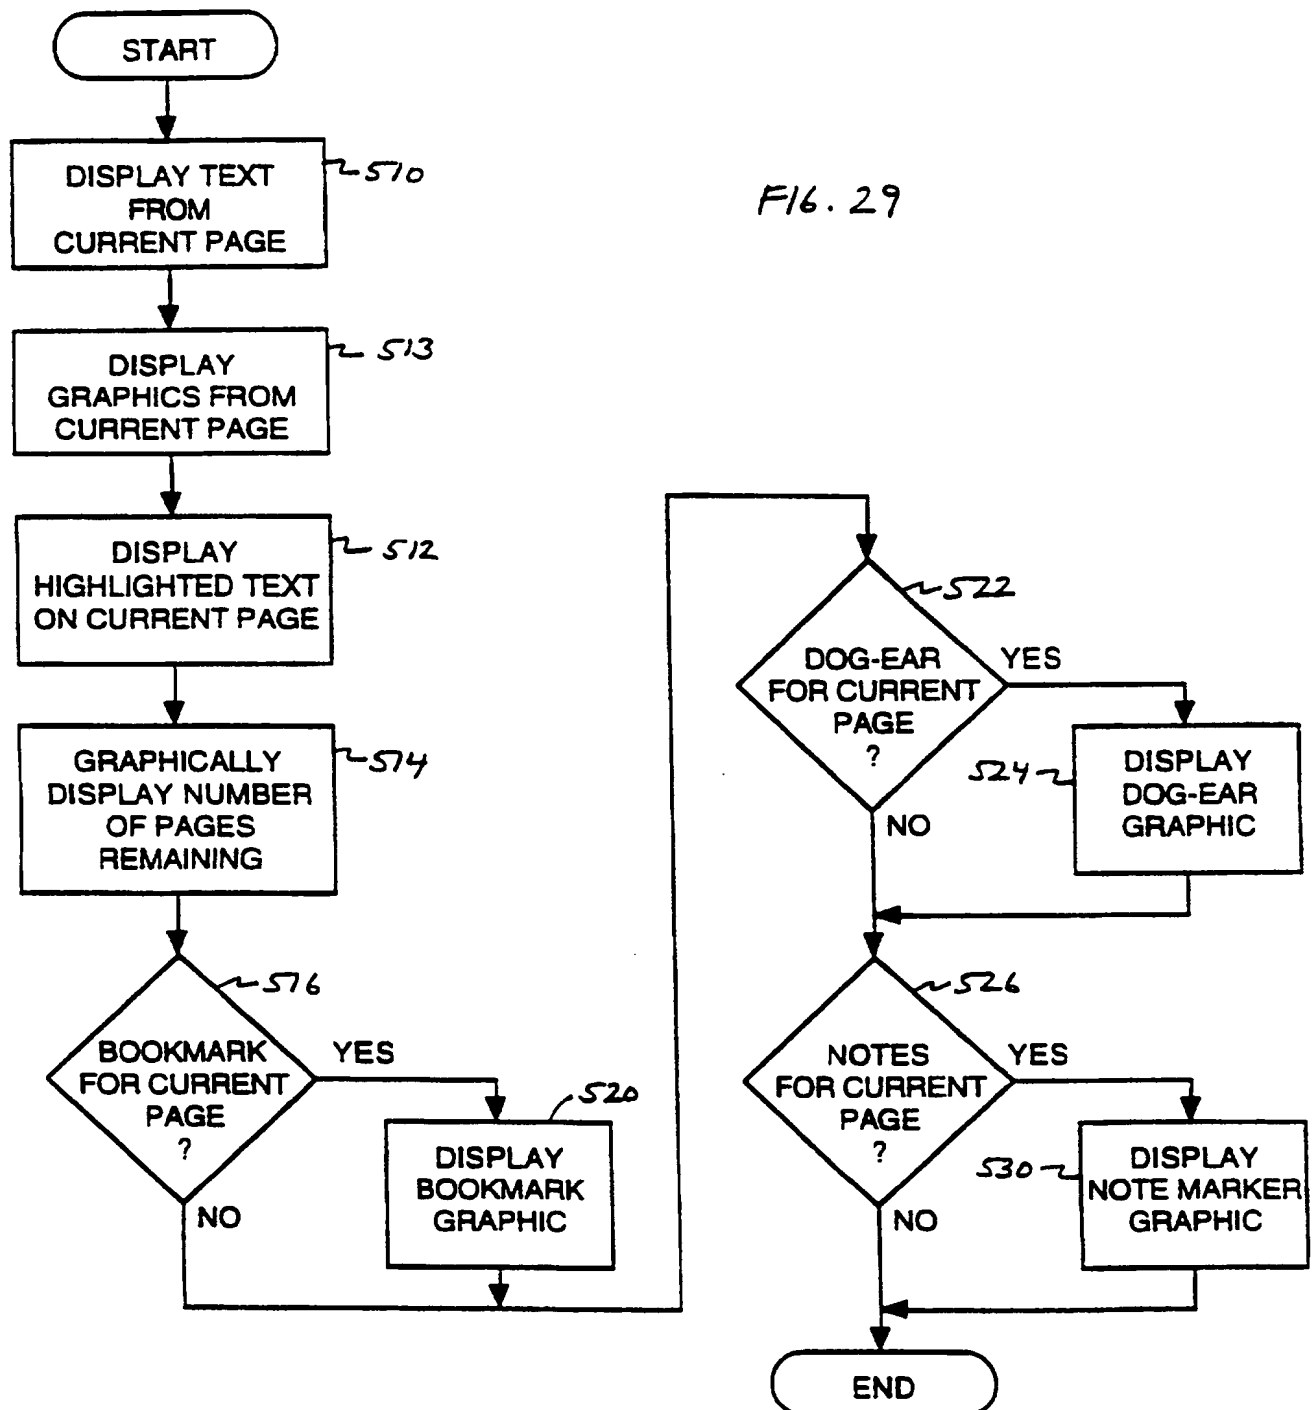 START
DISPLAY TEXT
FROM
CURRENT PAGE
510
FIG. 29
DISPLAY
GRAPHICS FROM
CURRENT PAGE
513
DISPLAY
HIGHLIGHTED TEXT
ON CURRENT PAGE
512
GRAPHICALLY
DISPLAY NUMBER
OF PAGES
REMAINING
514
516
BOOKMARK
FOR CURRENT
PAGE
?
YES
NO
520
DISPLAY
BOOKMARK
GRAPHIC
522
DOG-EAR
FOR CURRENT
PAGE
?
YES
NO
524
DISPLAY
DOG-EAR
GRAPHIC
526
NOTES
FOR CURRENT
PAGE
?
YES
NO
530
DISPLAY
NOTE MARKER
GRAPHIC
END